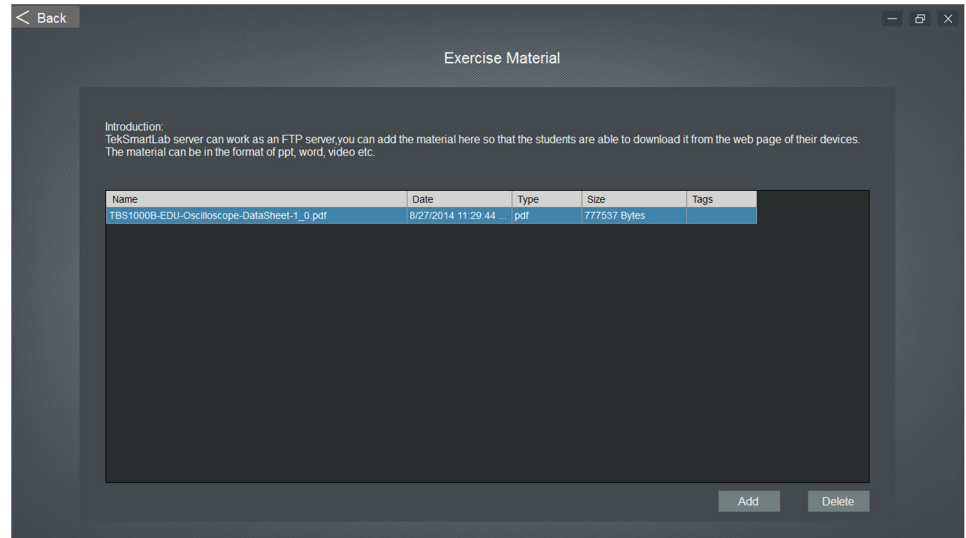 Back
Exercise Material
Introduction:
TekSmartLab server can work as an FTP server,you can add the material here so that the students are able to download it from the web page of their devices.
The material can be in the format of ppt, word, video etc.
Name Date Type Size Tags
TBS1000B-EDU-Oscilloscope-DataSheet-1_0.pdf 8/27/2014 11:29:44 ... pdf 777537 Bytes
Add Delete